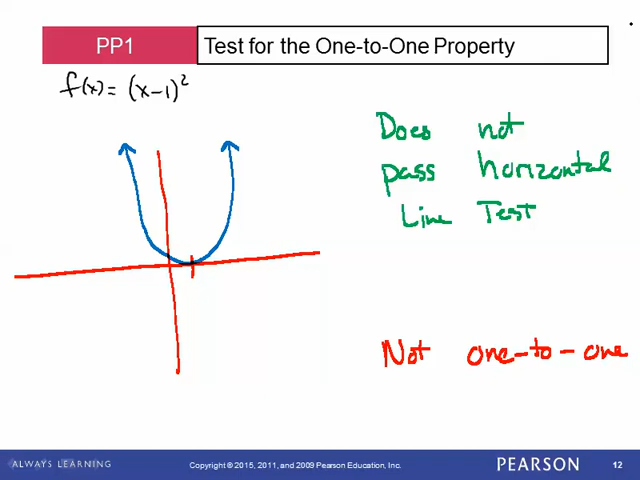 PP1 Test for the One-to-One Property
f(x) = (x-1)²
Does not
pass horizontal
Line Test
Not one-to-one
ALWAYS LEARNING Copyright © 2015, 2011, and 2009 Pearson Education, Inc. PEARSON 12